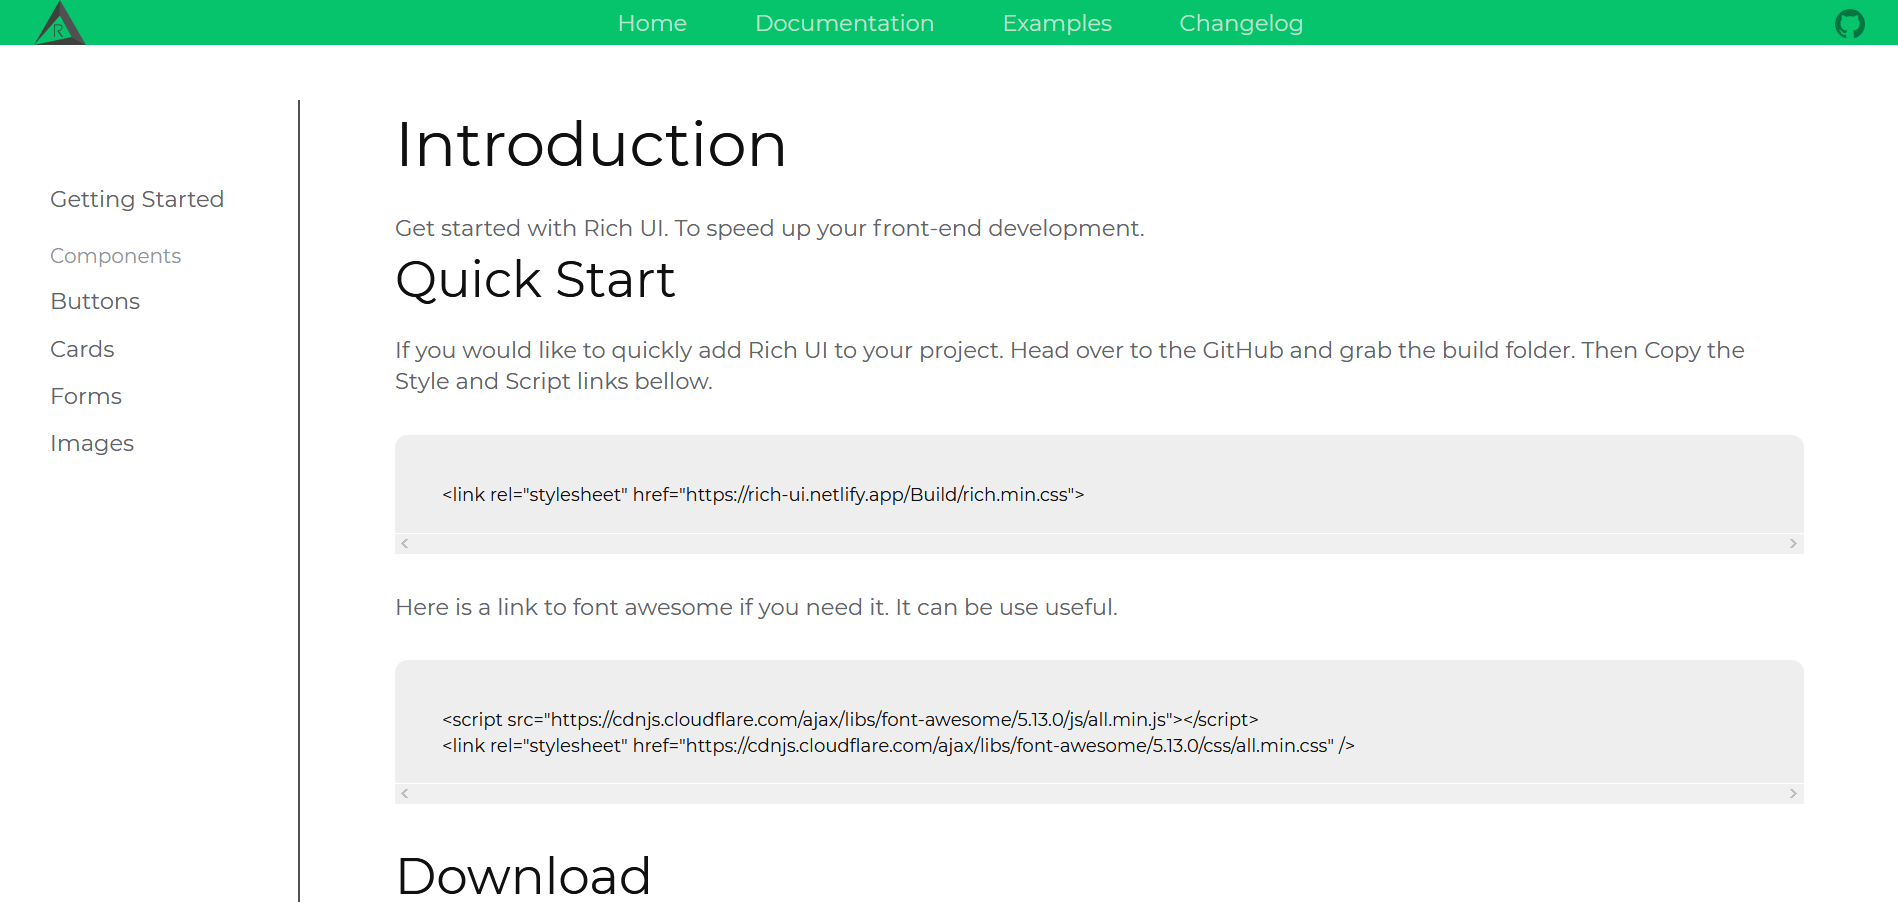 R
Home Documentation Examples Changelog
Getting Started
Components
Buttons
Cards
Forms
Images
Introduction
Get started with Rich UI. To speed up your front-end development.
Quick Start
If you would like to quickly add Rich UI to your project. Head over to the GitHub and grab the build folder. Then Copy the
Style and Script links bellow.
<link rel="stylesheet" href="https://rich-ui.netlify.app/Build/rich.min.css">
Here is a link to font awesome if you need it. It can be use useful.
<script src="https://cdnjs.cloudflare.com/ajax/libs/font-awesome/5.13.0/js/all.min.js"></script>
<link rel="stylesheet" href="https://cdnjs.cloudflare.com/ajax/libs/font-awesome/5.13.0/css/all.min.css" />
Download